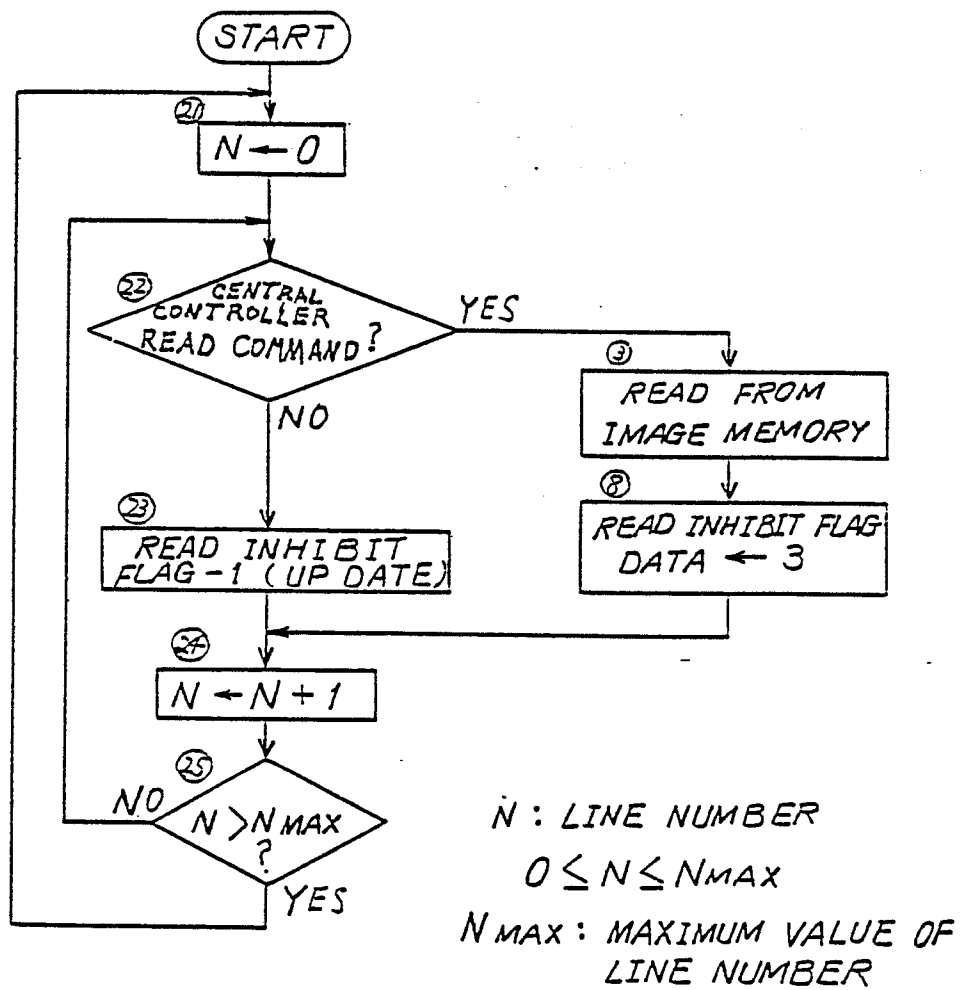 START
21
N ← 0
22
CENTRAL
CONTROLLER
READ COMMAND?
YES
NO
3
READ FROM
IMAGE MEMORY
8
READ INHIBIT FLAG
DATA ← 3
23
READ INHIBIT
FLAG-1 (UP DATE)
24
N ← N + 1
25
NO
N > NMAX
?
YES
N : LINE NUMBER
0 ≤ N ≤ NMAX
NMAX : MAXIMUM VALUE OF
LINE NUMBER